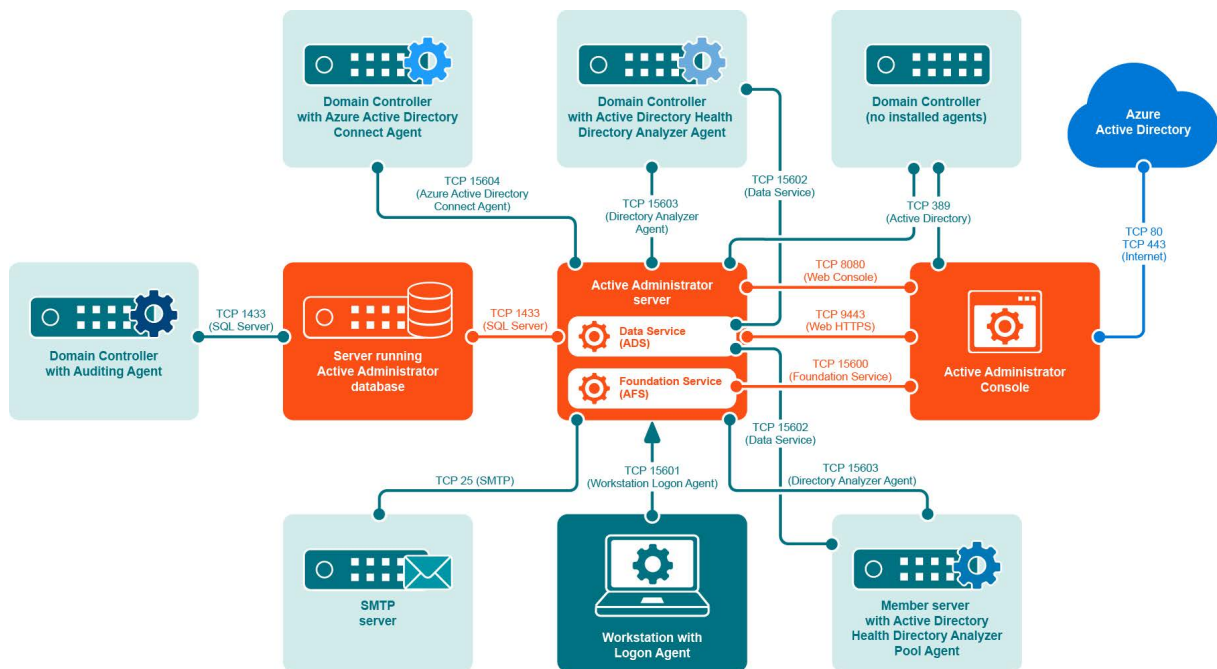 Domain Controller
with Azure Active Directory
Connect Agent
Domain Controller
with Active Directory Health
Directory Analyzer Agent
Domain Controller
(no installed agents)
Azure
Active Directory
TCP 15604
(Azure Active Directory
Connect Agent)
TCP 15603
(Directory Analyzer
Agent)
TCP 15602
(Data Service)
TCP 389
(Active Directory)
TCP 80
TCP 443
(Internet)
Domain Controller
with Auditing Agent
TCP 1433
(SQL Server)
Server running
Active Administrator
database
TCP 1433
(SQL Server)
Active Administrator
server
Data Service
(ADS)
Foundation Service
(AFS)
TCP 8080
(Web Console)
TCP 9443
(Web HTTPS)
TCP 15600
(Foundation Service)
Active Administrator
Console
TCP 25 (SMTP)
TCP 15601
(Workstation Logon Agent)
TCP 15602
(Data Service)
TCP 15603
(Directory Analyzer Agent)
SMTP
server
Workstation with
Logon Agent
Member server
with Active Directory
Health Directory Analyzer
Pool Agent